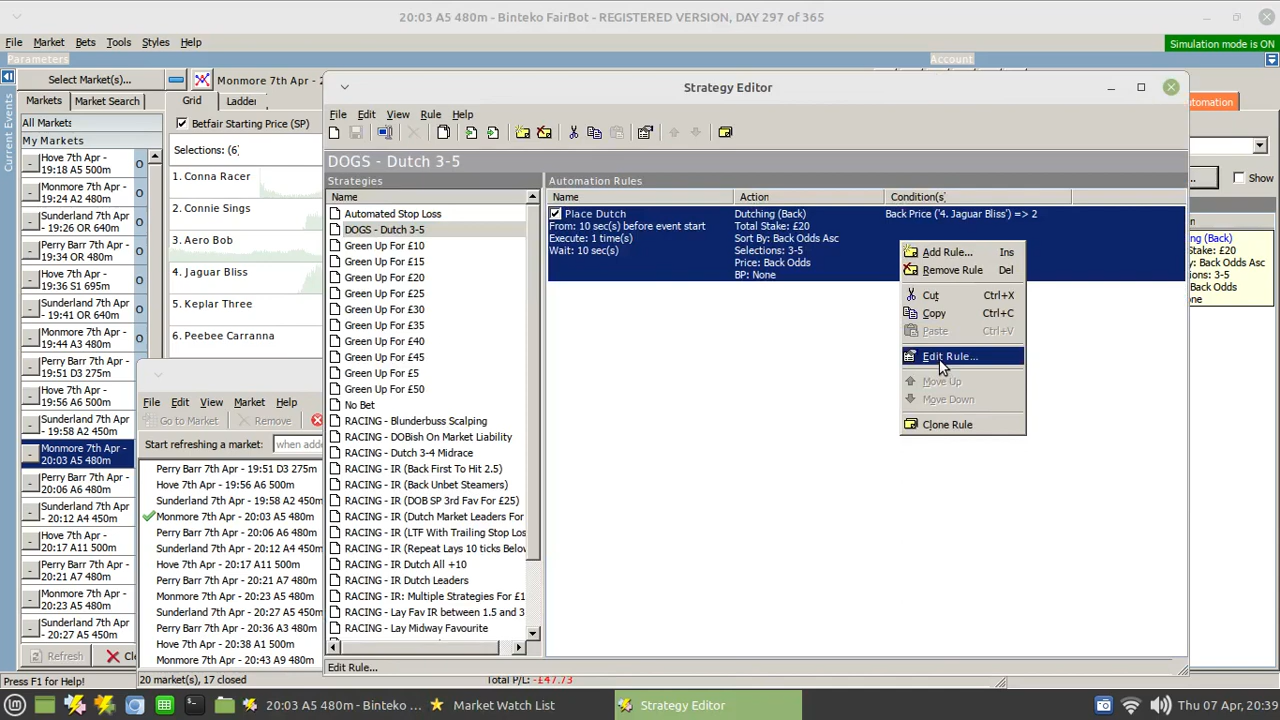 20:03 A5 480m - Binteko FairBot - REGISTERED VERSION, DAY 297 of 365
File Market Bets Tools Styles Help
Simulation mode is ON
Parameters
Account
Select Market(s)...
Monmore 7th Apr - 2
Markets Market Search
Grid Ladder
Current Events
All Markets
My Markets
Betfair Starting Price (SP)
Selections: (6)
Hove 7th Apr -
19:18 A5 500m
Monmore 7th Apr -
19:24 A2 480m
Sunderland 7th Apr -
19:26 OR 640m
Perry Barr 7th Apr -
19:34 OR 480m
Hove 7th Apr -
19:36 S1 695m
Sunderland 7th Apr -
19:41 OR 640m
Monmore 7th Apr -
19:44 A3 480m
Perry Barr 7th Apr -
19:51 D3 275m
Hove 7th Apr -
19:56 A6 500m
Sunderland 7th Apr -
19:58 A2 450m
Monmore 7th Apr -
20:03 A5 480m
Perry Barr 7th Apr -
20:06 A6 480m
Sunderland 7th Apr -
20:12 A4 450m
Hove 7th Apr -
20:17 A11 500m
Perry Barr 7th Apr -
20:21 A7 480m
Monmore 7th Apr -
20:23 A5 480m
Sunderland 7th Apr -
20:27 A5 450m
Refresh
1. Conna Racer
2. Connie Sings
3. Aero Bob
4. Jaguar Bliss
5. Keplar Three
6. Peebee Carranna
File Edit View Market Help
Go to Market Remove
Start refreshing a market: when adde
Perry Barr 7th Apr - 19:51 D3 275m
Hove 7th Apr - 19:56 A6 500m
Sunderland 7th Apr - 19:58 A2 450m
Monmore 7th Apr - 20:03 A5 480m
Perry Barr 7th Apr - 20:06 A6 480m
Sunderland 7th Apr - 20:12 A4 450m
Hove 7th Apr - 20:17 A11 500m
Perry Barr 7th Apr - 20:21 A7 480m
Monmore 7th Apr - 20:23 A5 480m
Sunderland 7th Apr - 20:27 A5 450m
Perry Barr 7th Apr - 20:36 A3 480m
Hove 7th Apr - 20:38 A1 500m
Monmore 7th Apr - 20:43 A9 480m
20 market(s), 17 closed
Total P/L: -£47.73
Press F1 for Help!
Strategy Editor
File Edit View Rule Help
DOGS - Dutch 3-5
Strategies
Name
Automated Stop Loss
DOGS - Dutch 3-5
Green Up For £10
Green Up For £15
Green Up For £20
Green Up For £25
Green Up For £30
Green Up For £35
Green Up For £40
Green Up For £45
Green Up For £5
Green Up For £50
No Bet
RACING - Blunderbuss Scalping
RACING - DOBish On Market Liability
RACING - Dutch 3-4 Midrace
RACING - IR (Back First To Hit 2.5)
RACING - IR (Back Unbet Steamers)
RACING - IR (DOB SP 3rd Fav For £25)
RACING - IR (Dutch Market Leaders For
RACING - IR (LTF With Trailing Stop Los
RACING - IR (Repeat Lays 10 ticks Belov
RACING - IR Dutch All +10
RACING - IR Dutch Leaders
RACING - IR: Multiple Strategies For £1
RACING - Lay Fav IR between 1.5 and 3
RACING - Lay Midway Favourite
Edit Rule...
Automation Rules
Name Action Condition(s)
Place Dutch
From: 10 sec(s) before event start
Execute: 1 time(s)
Wait: 10 sec(s)
Dutching (Back)
Total Stake: £20
Sort By: Back Odds Asc
Selections: 3-5
Price: Back Odds
BP: None
Back Price ('4. Jaguar Bliss') => 2
Add Rule... Ins
Remove Rule Del
Cut Ctrl+X
Copy Ctrl+C
Paste Ctrl+V
Edit Rule...
Move Up
Move Down
Clone Rule
tomation
Show
ng (Back)
take: £20
Back Odds Asc
ons: 3-5
Back Odds
one
20:03 A5 480m - Binteko ...
Market Watch List
Strategy Editor
Thu 07 Apr, 20:39